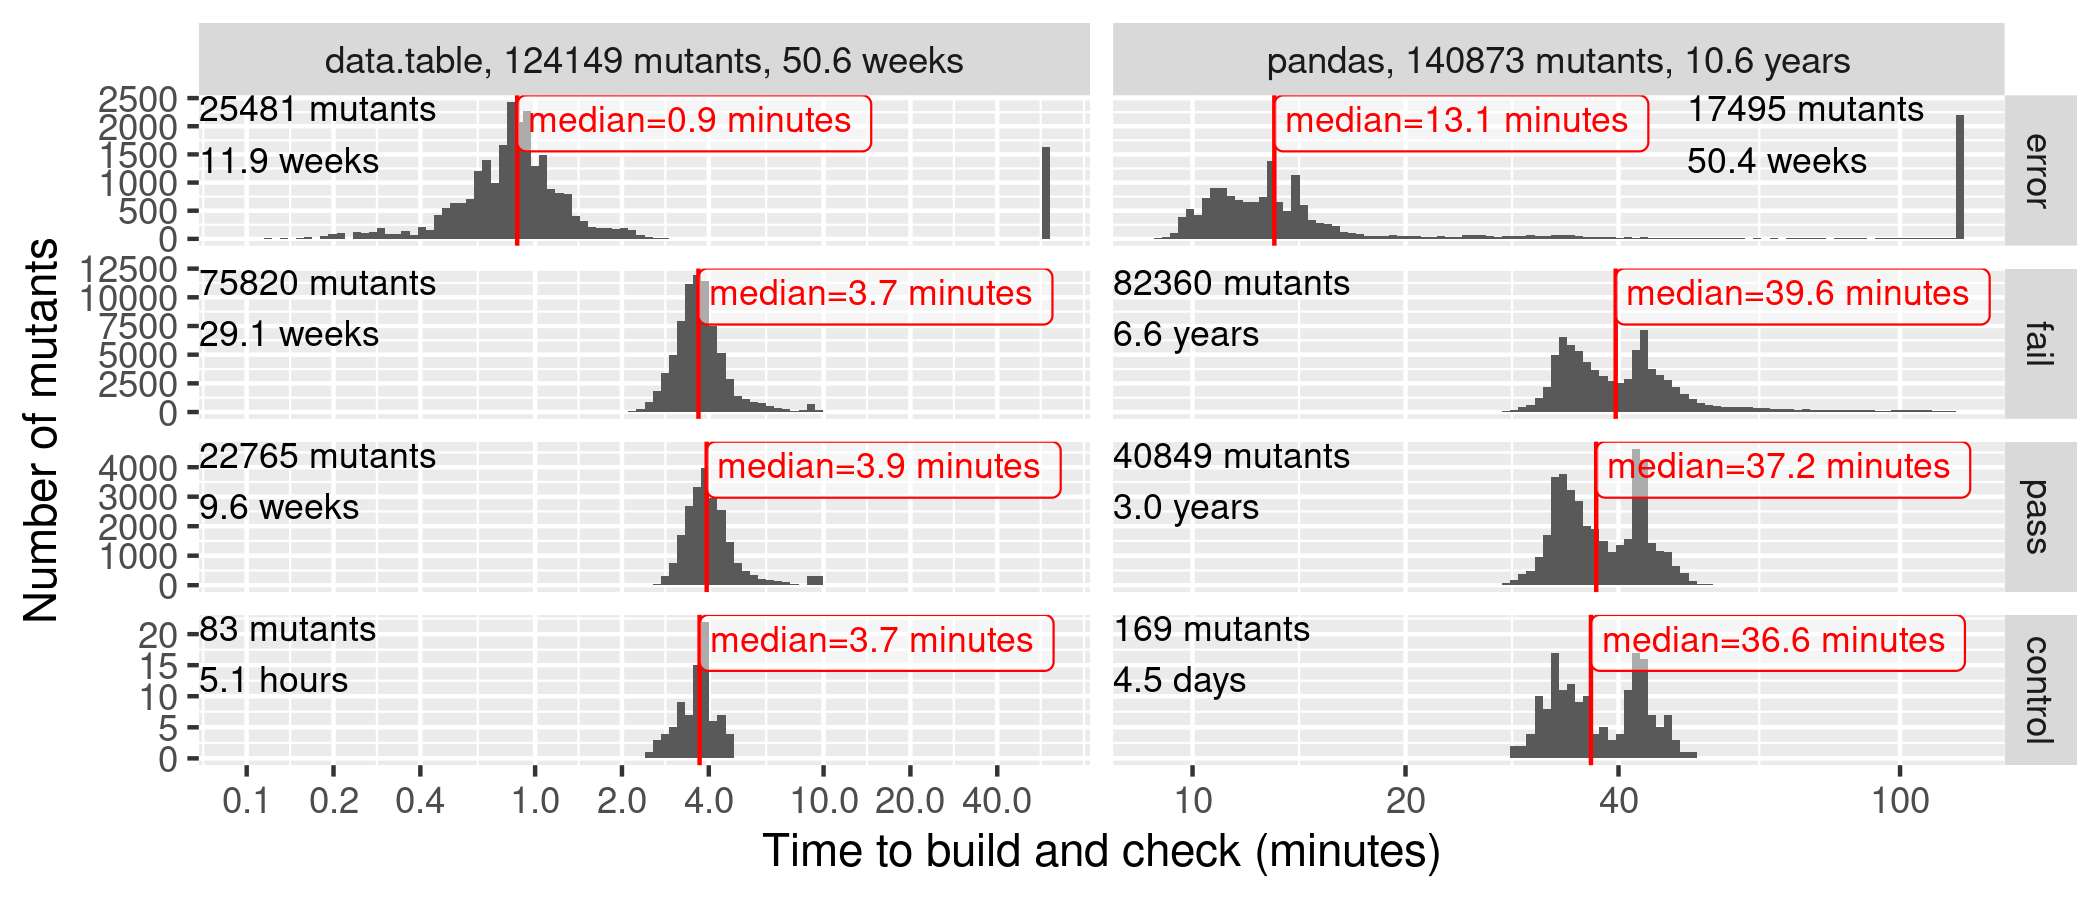 data.table, 124149 mutants, 50.6 weeks
pandas, 140873 mutants, 10.6 years
Number of mutants
2500
2000
1500
1000
500
0
25481 mutants
11.9 weeks
median=0.9 minutes
median=13.1 minutes
17495 mutants
50.4 weeks
error
12500
10000
7500
5000
2500
0
75820 mutants
29.1 weeks
median=3.7 minutes
82360 mutants
6.6 years
median=39.6 minutes
fail
4000
3000
2000
1000
0
22765 mutants
9.6 weeks
median=3.9 minutes
40849 mutants
3.0 years
median=37.2 minutes
pass
20
15
10
5
0
83 mutants
5.1 hours
median=3.7 minutes
169 mutants
4.5 days
median=36.6 minutes
control
0.1 0.2 0.4 1.0 2.0 4.0 10.0 20.0 40.0
10 20 40 100
Time to build and check (minutes)